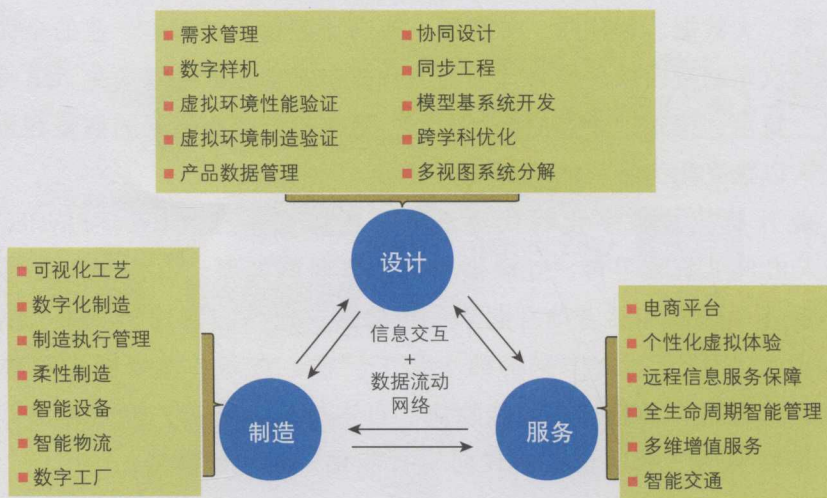 需求管理
数字样机
虚拟环境性能验证
虚拟环境制造验证
产品数据管理
协同设计
同步工程
模型基系统开发
跨学科优化
多视图系统分解
设计
可视化工艺
数字化制造
制造执行管理
柔性制造
智能设备
智能物流
数字工厂
信息交互
+
数据流动
网络
制造
服务
电商平台
个性化虚拟体验
远程信息服务保障
全生命周期智能管理
多维增值服务
智能交通